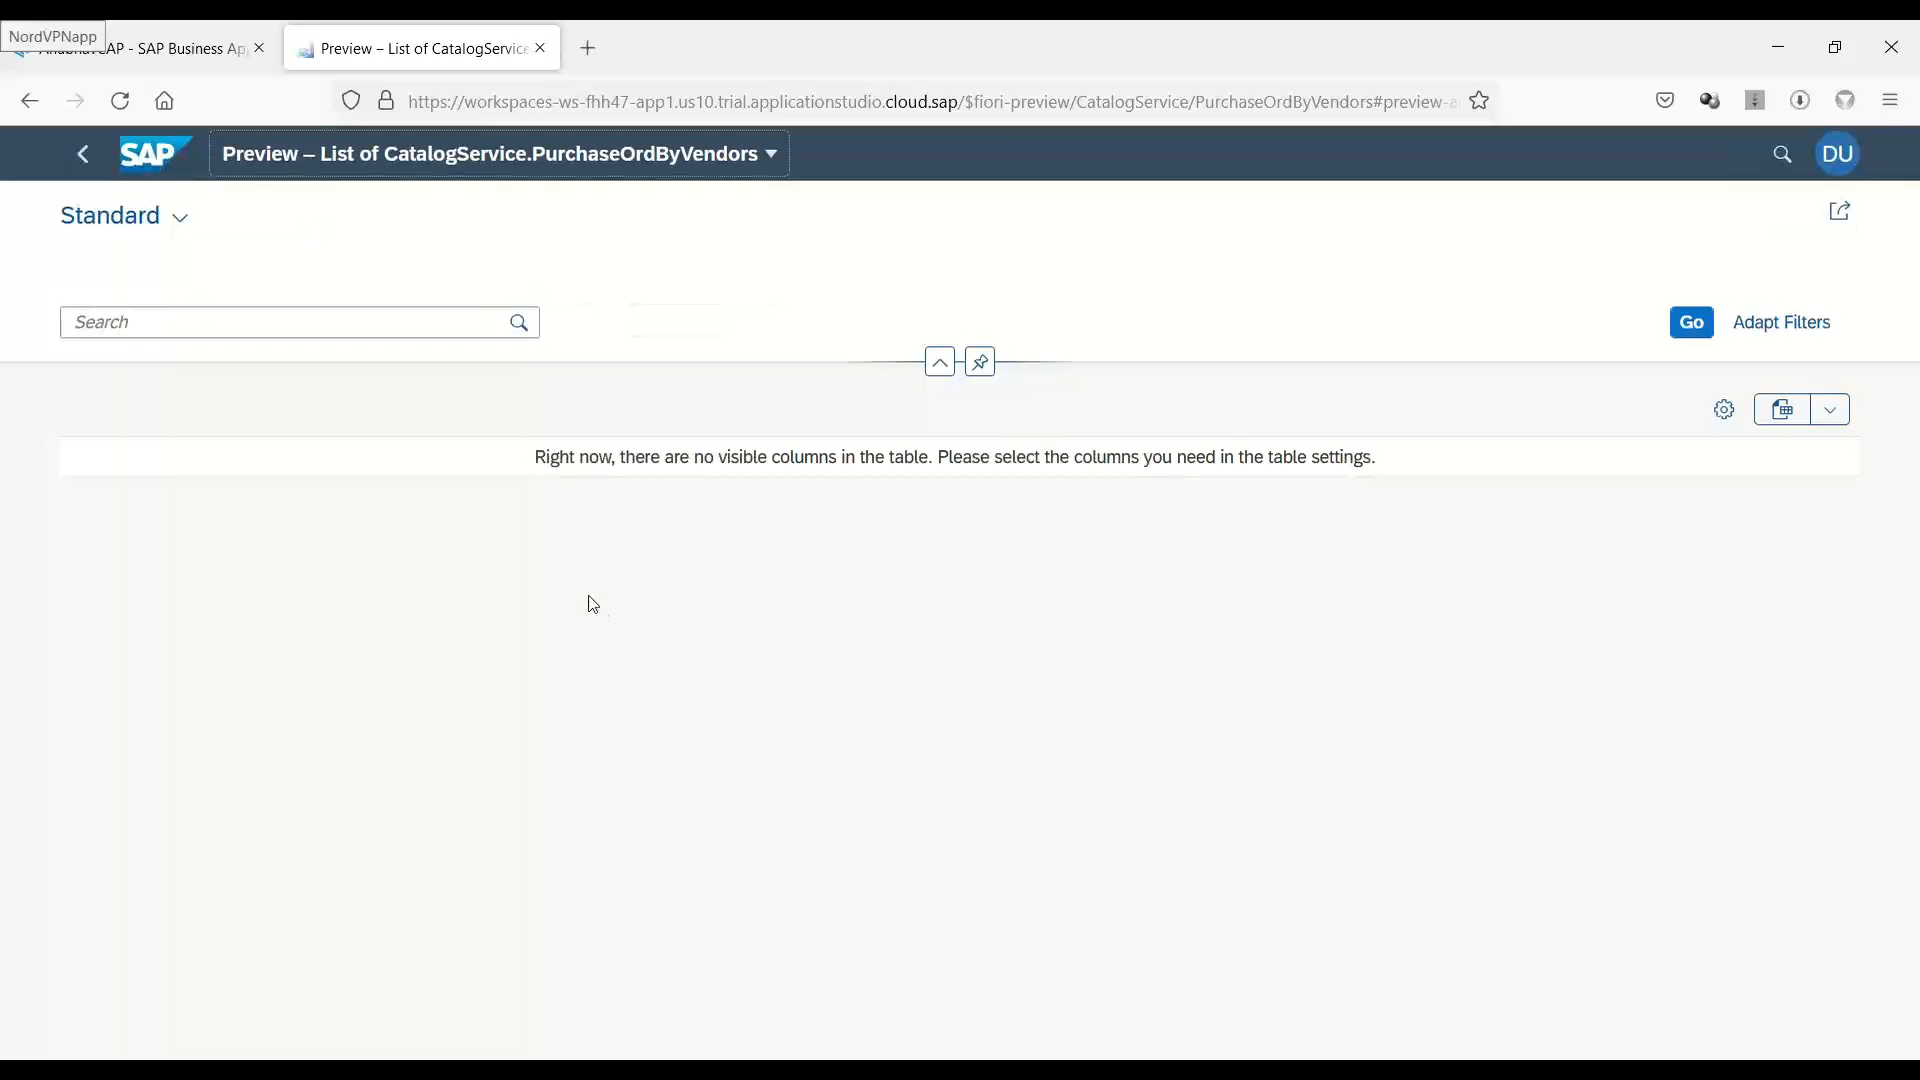 NordVPNapp
AP - SAP Business Ap
Preview – List of CatalogService
https://workspaces-ws-fhh47-app1.us10.trial.applicationstudio.cloud.sap/$fiori-preview/CatalogService/PurchaseOrdByVendors#preview-a
SAP
Preview – List of CatalogService.PurchaseOrdByVendors
DU
Standard
Search
Go
Adapt Filters
Right now, there are no visible columns in the table. Please select the columns you need in the table settings.